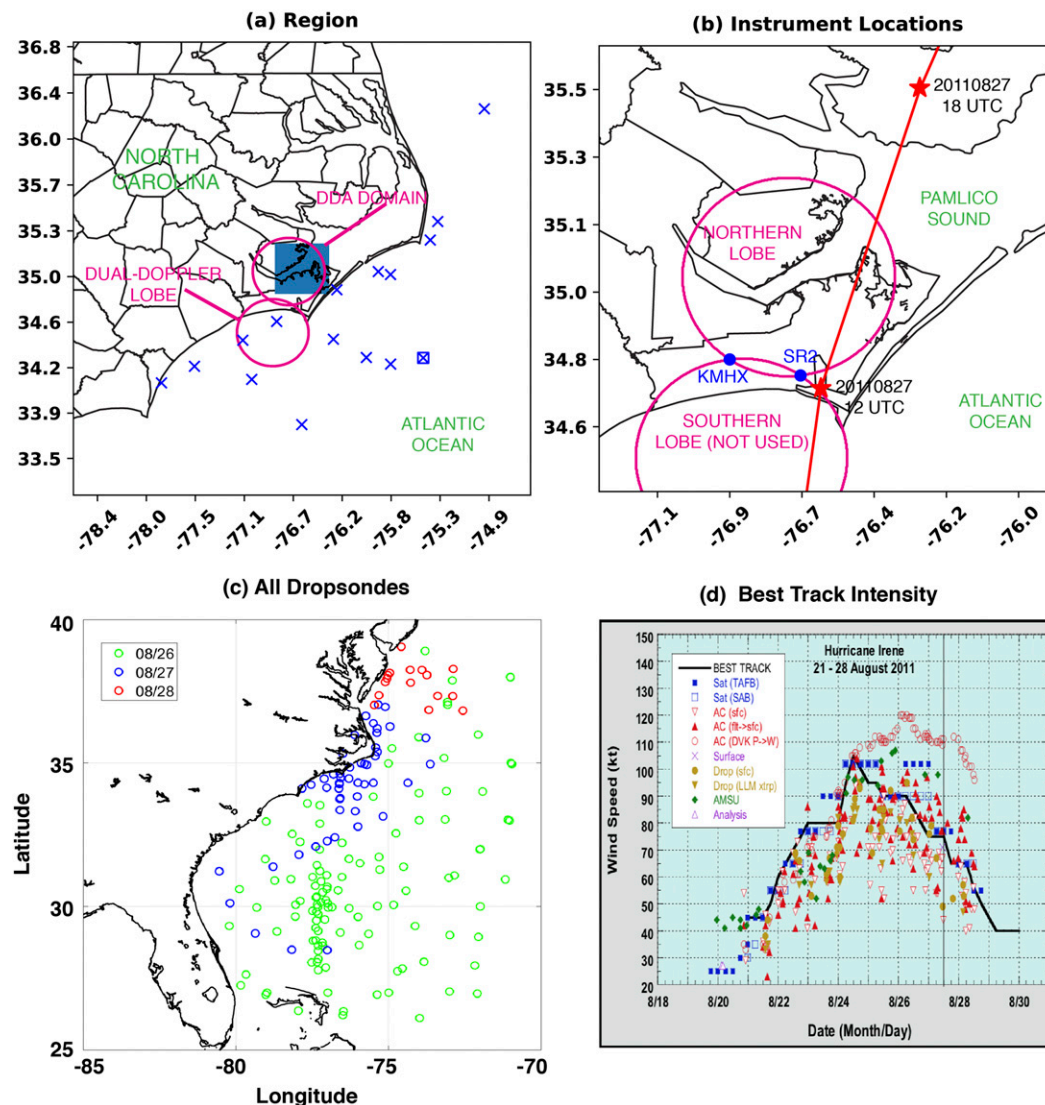 (a) Region
36.8
36.4
36.0
35.7
35.3
35.0
34.6
34.2
33.9
33.5
NORTH
CAROLINA
DDA DOMAIN
DUAL-DOPPLER
LOBE
ATLANTIC
OCEAN
-78.4
-78.0
-77.5
-77.1
-76.7
-76.2
-75.8
-75.3
-74.9
(b) Instrument Locations
35.5
35.3
35.1
35.0
34.8
34.6
20110827
18 UTC
PAMLICO
SOUND
NORTHERN
LOBE
SR2
KMHX
20110827
12 UTC
SOUTHERN
LOBE (NOT USED)
ATLANTIC
OCEAN
-77.1
-76.9
-76.7
-76.4
-76.2
-76.0
(c) All Dropsondes
40
35
30
25
Latitude
08/26
08/27
08/28
-85
-80
-75
-70
Longitude
(d) Best Track Intensity
Hurricane Irene
21 - 28 August 2011
150
140
130
120
110
100
90
80
70
60
50
40
30
20
Wind Speed (kt)
BEST TRACK
Sat (TAFB)
Sat (SAB)
AC (sfc)
AC (flt->sfc)
AC (DVK P->W)
Surface
Drop (sfc)
Drop (LLM xtrp)
AMSU
Analysis
8/18
8/20
8/22
8/24
8/26
8/28
8/30
Date (Month/Day)